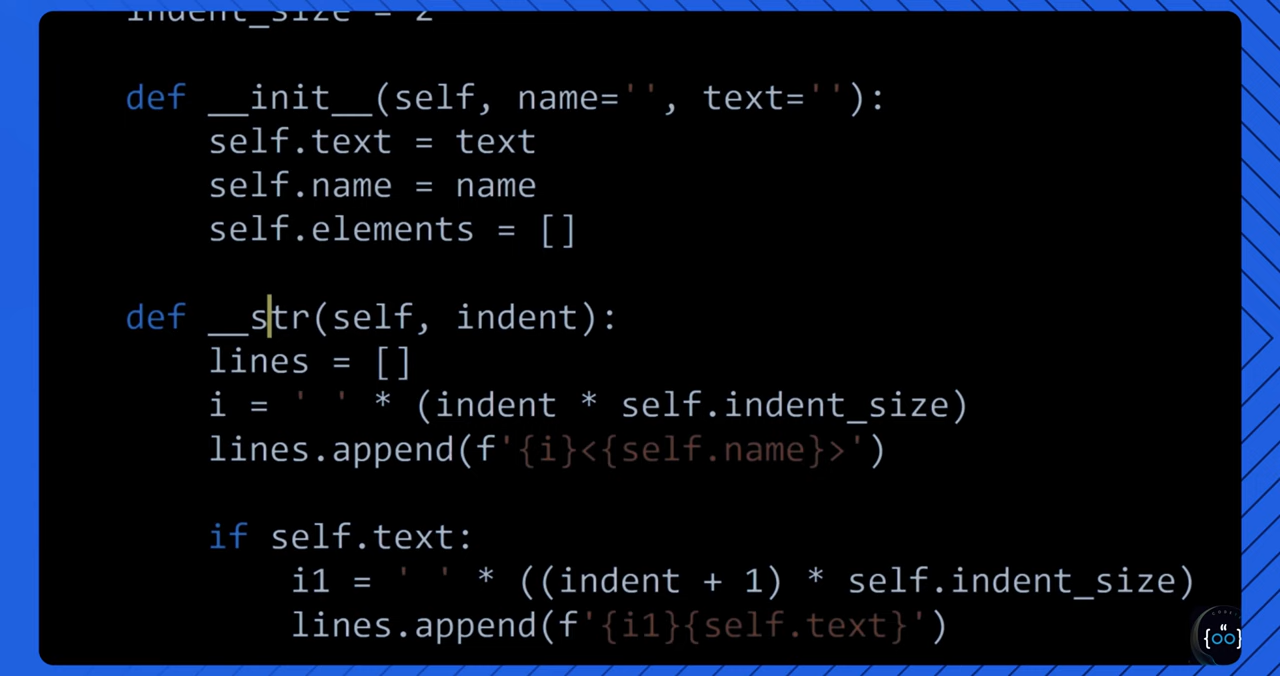 indent_size = 2
def __init__(self, name='', text=''):
self.text = text
self.name = name
self.elements = []
def __str(self, indent):
lines = []
i = ' ' * (indent * self.indent_size)
lines.append(f'{i}<{self.name}>')
if self.text:
i1 = ' ' * ((indent + 1) * self.indent_size)
lines.append(f'{i1}{self.text}')